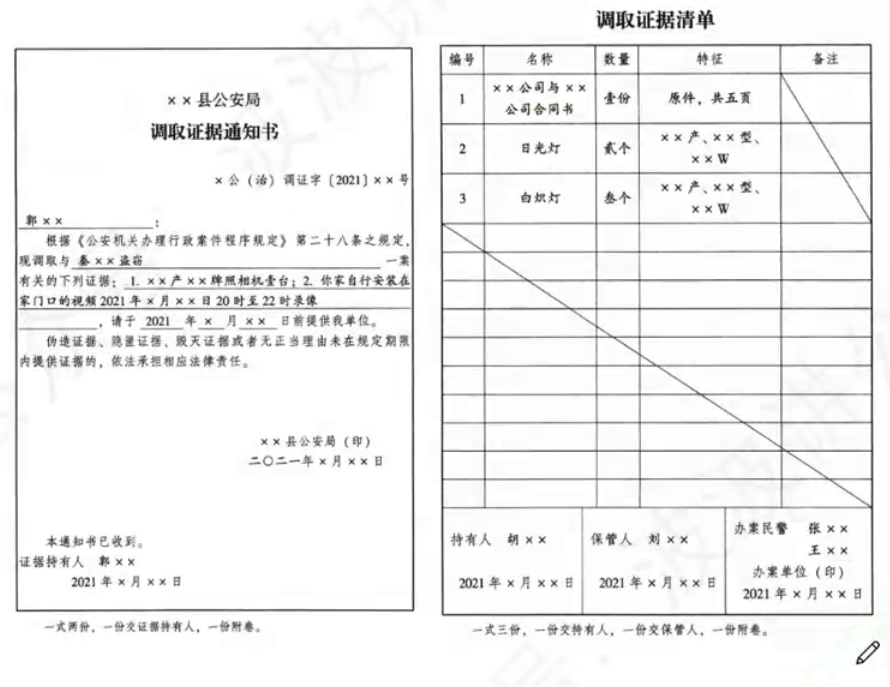 ××县公安局
调取证据通知书
×公（治）调证字〔2021〕××号
郭××：
根据《公安机关办理行政案件程序规定》第二十八条之规定，
现调取与 秦××盗窃 一案
有关的下列证据：1. ××产××牌照相机壹台；2. 你家自行安装在
家门口的视频2021年×月××日20时至22时录像
，请于 2021 年 × 月 ×× 日前提供我单位。
伪造证据、隐匿证据、毁灭证据或者无正当理由未在规定期限
内提供证据的，依法承担相应法律责任。
××县公安局（印）
二〇二一年×月××日
本通知书已收到。
证据持有人 郭××
2021年×月××日
一式两份，一份交证据持有人，一份附卷。
调取证据清单
编号 名称 数量 特征 备注
1 ××公司与××公司合同书 壹份 原件，共五页
2 日光灯 贰个 ××产、××型、××W
3 白炽灯 叁个 ××产、××型、××W
持有人 胡××
2021年×月××日
保管人 刘××
2021年×月××日
办案民警 张××
王××
办案单位（印）
2021年×月××日
一式三份，一份交持有人，一份交保管人，一份附卷。